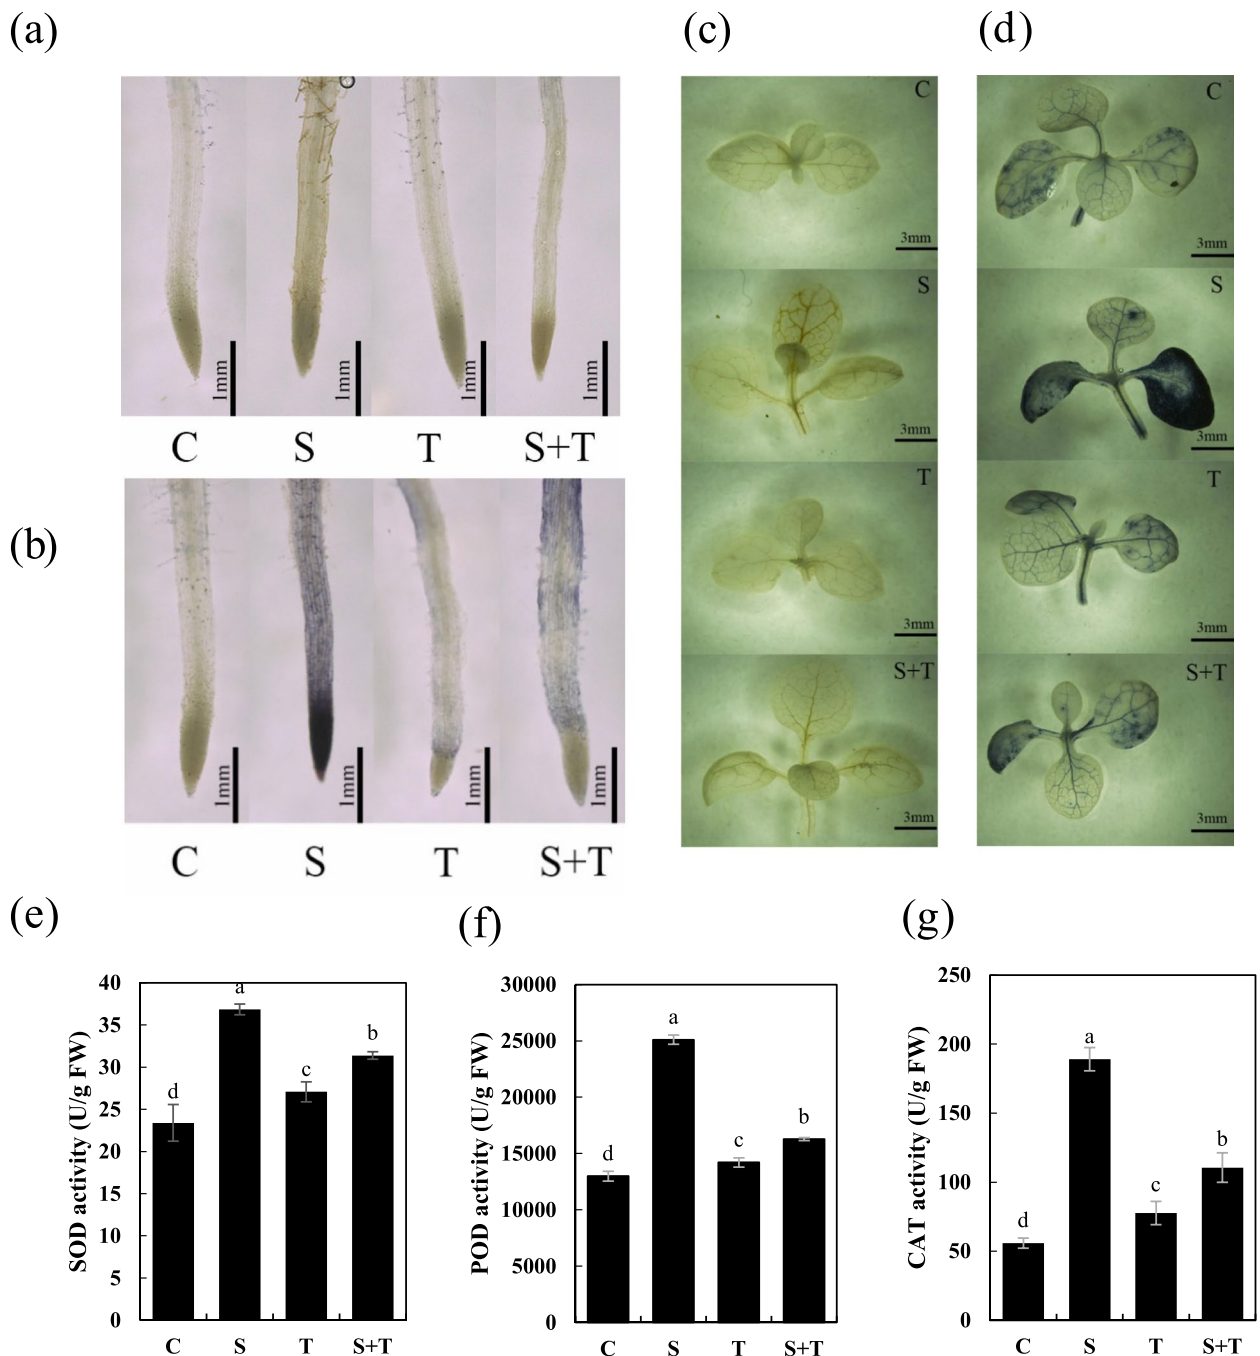 (a)
1mm
1mm
1mm
1mm
C S T S+T
(b)
1mm
1mm
1mm
1mm
C S T S+T
(c)
C
3mm
S
3mm
T
3mm
S+T
3mm
(d)
C
3mm
S
3mm
T
3mm
S+T
3mm
(e)
SOD activity (U/g FW)
40
35
30
25
20
15
10
5
0
d
a
c
b
C S T S+T
(f)
POD activity (U/g FW)
30000
25000
20000
15000
10000
5000
0
d
a
c
b
C S T S+T
(g)
CAT activity (U/g FW)
250
200
150
100
50
0
d
a
c
b
C S T S+T